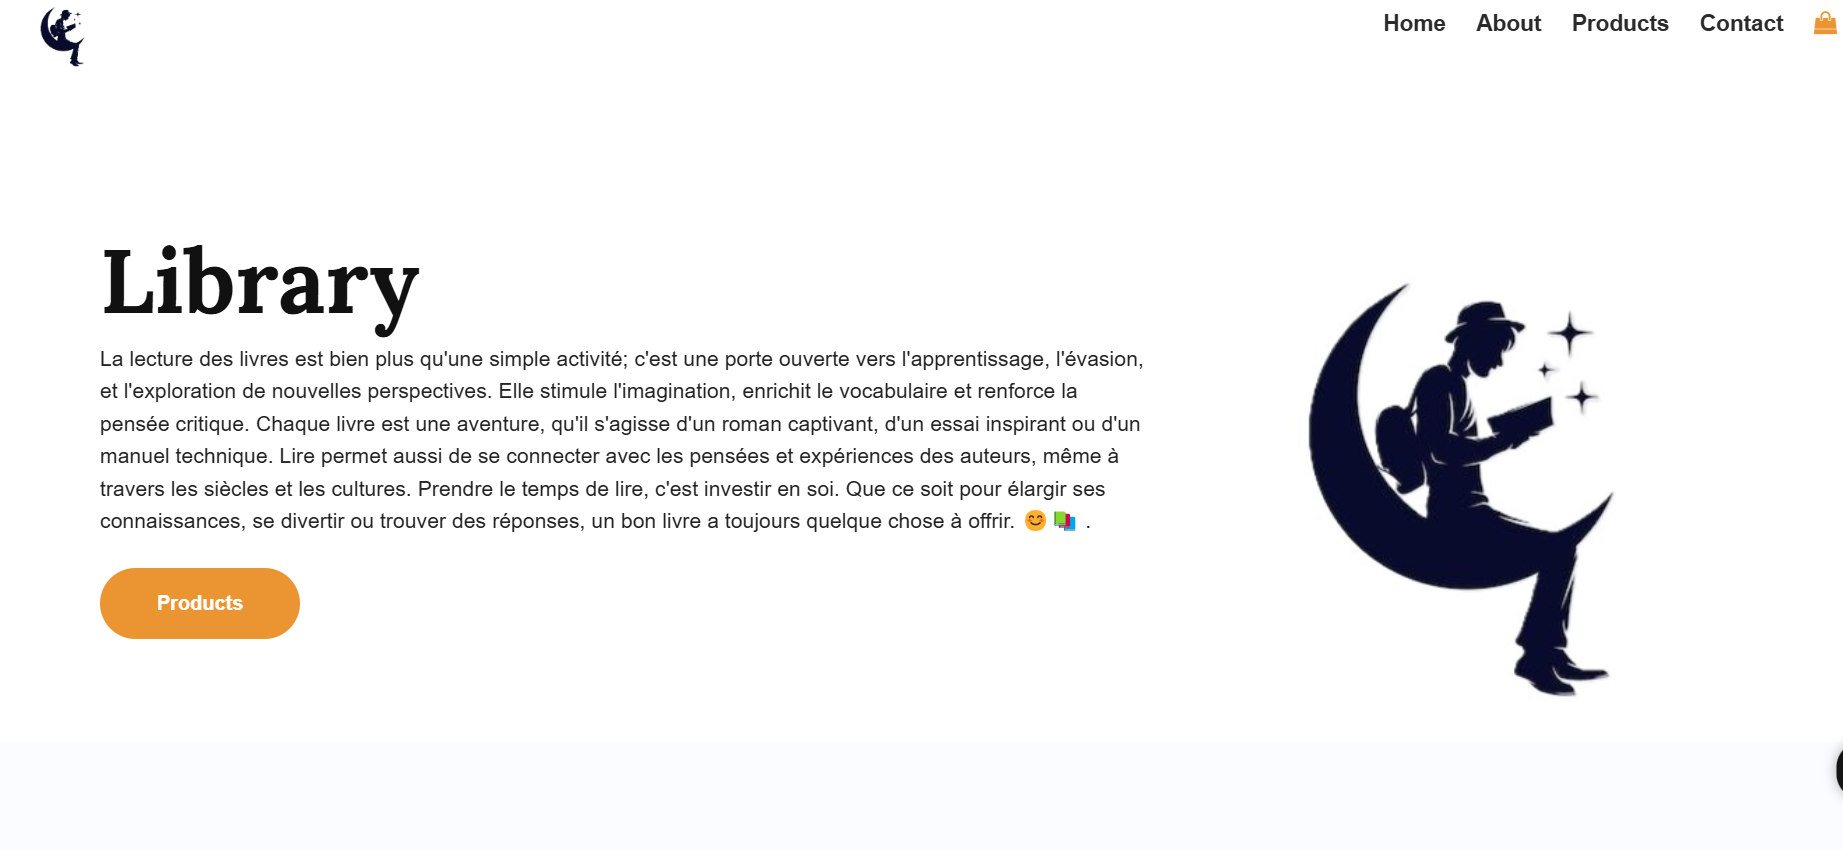 Home About Products Contact
Library
La lecture des livres est bien plus qu'une simple activité; c'est une porte ouverte vers l'apprentissage, l'évasion,
et l'exploration de nouvelles perspectives. Elle stimule l'imagination, enrichit le vocabulaire et renforce la
pensée critique. Chaque livre est une aventure, qu'il s'agisse d'un roman captivant, d'un essai inspirant ou d'un
manuel technique. Lire permet aussi de se connecter avec les pensées et expériences des auteurs, même à
travers les siècles et les cultures. Prendre le temps de lire, c'est investir en soi. Que ce soit pour élargir ses
connaissances, se divertir ou trouver des réponses, un bon livre a toujours quelque chose à offrir. 😊📚 .
Products